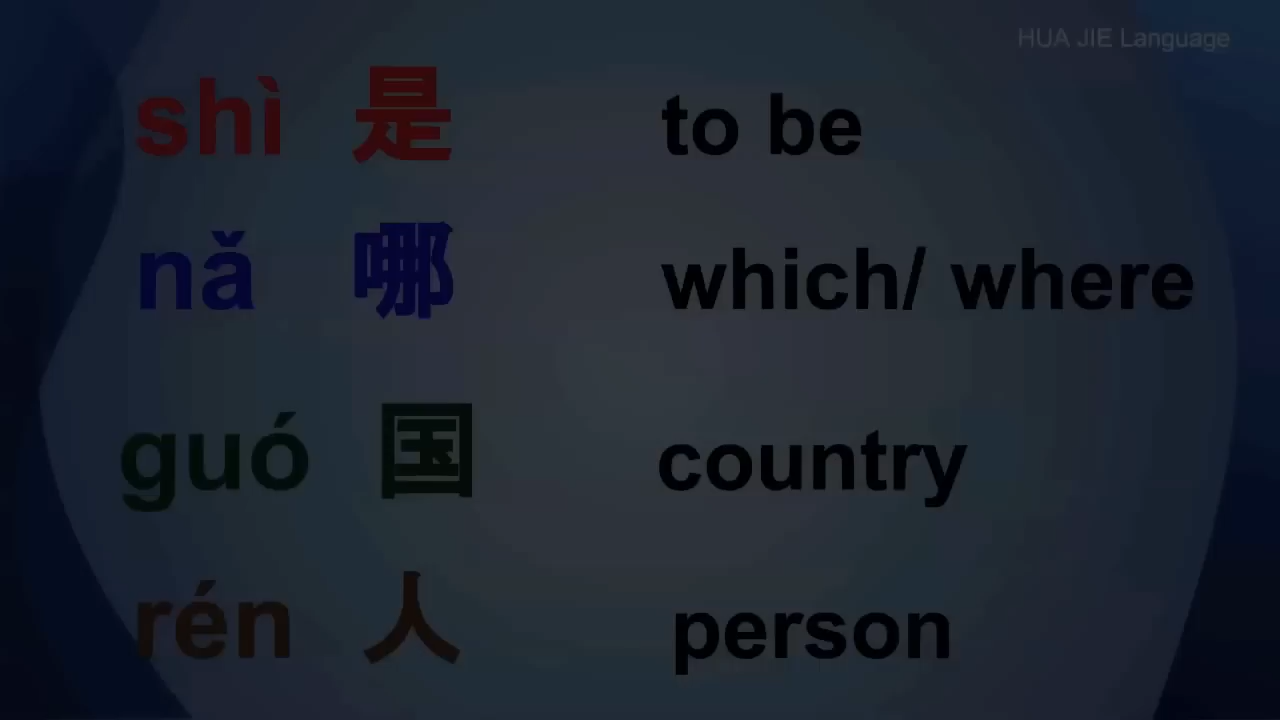 HUA JIE Language
shì 是 to be
nǎ 哪 which/ where
guó 国 country
rén 人 person